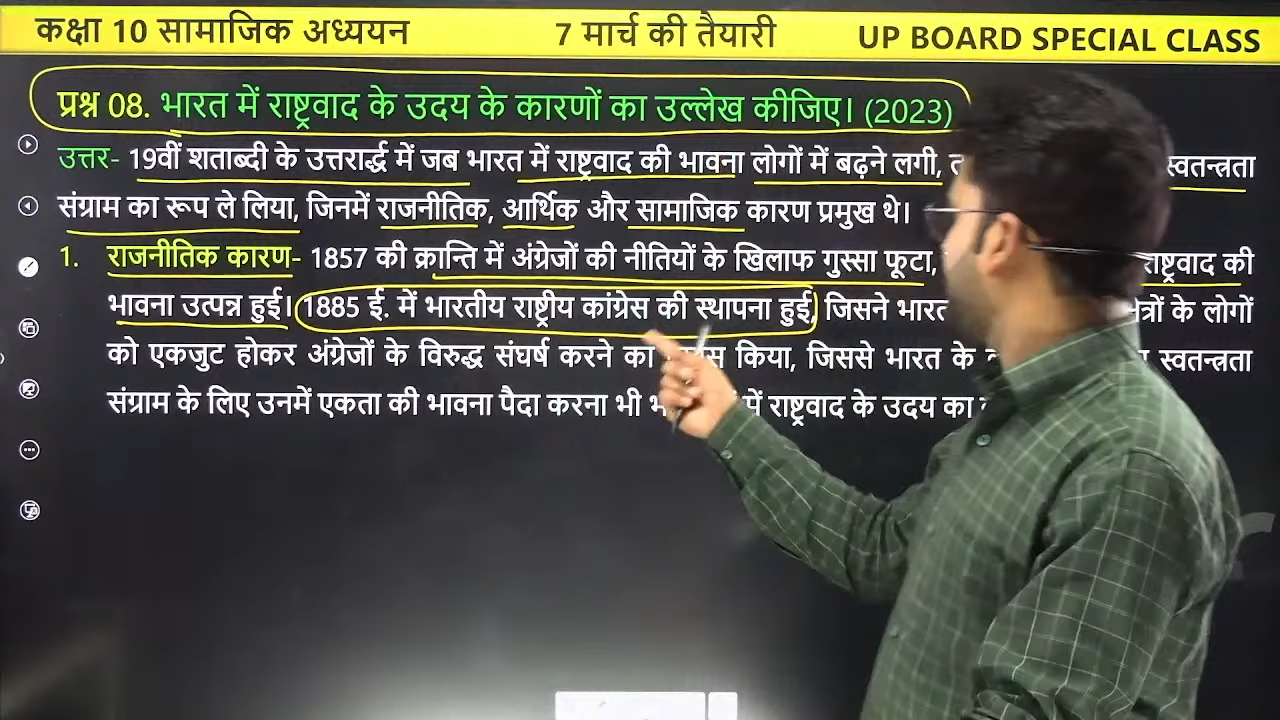 कक्षा 10 सामाजिक अध्ययन 7 मार्च की तैयारी UP BOARD SPECIAL CLASS
प्रश्न 08. भारत में राष्ट्रवाद के उदय के कारणों का उल्लेख कीजिए। (2023)
उत्तर- 19वीं शताब्दी के उत्तरार्द्ध में जब भारत में राष्ट्रवाद की भावना लोगों में बढ़ने लगी, स्वतन्त्रता
संग्राम का रूप ले लिया, जिनमें राजनीतिक, आर्थिक और सामाजिक कारण प्रमुख थे।
1. राजनीतिक कारण- 1857 की क्रान्ति में अंग्रेजों की नीतियों के खिलाफ गुस्सा फूटा, राष्ट्रवाद की
भावना उत्पन्न हुई। 1885 ई. में भारतीय राष्ट्रीय कांग्रेस की स्थापना हुई, जिसने भारत के लोगों
को एकजुट होकर अंग्रेजों के विरुद्ध संघर्ष करने का किया, जिससे भारत के स्वतन्त्रता
संग्राम के लिए उनमें एकता की भावना पैदा करना भी में राष्ट्रवाद के उदय का